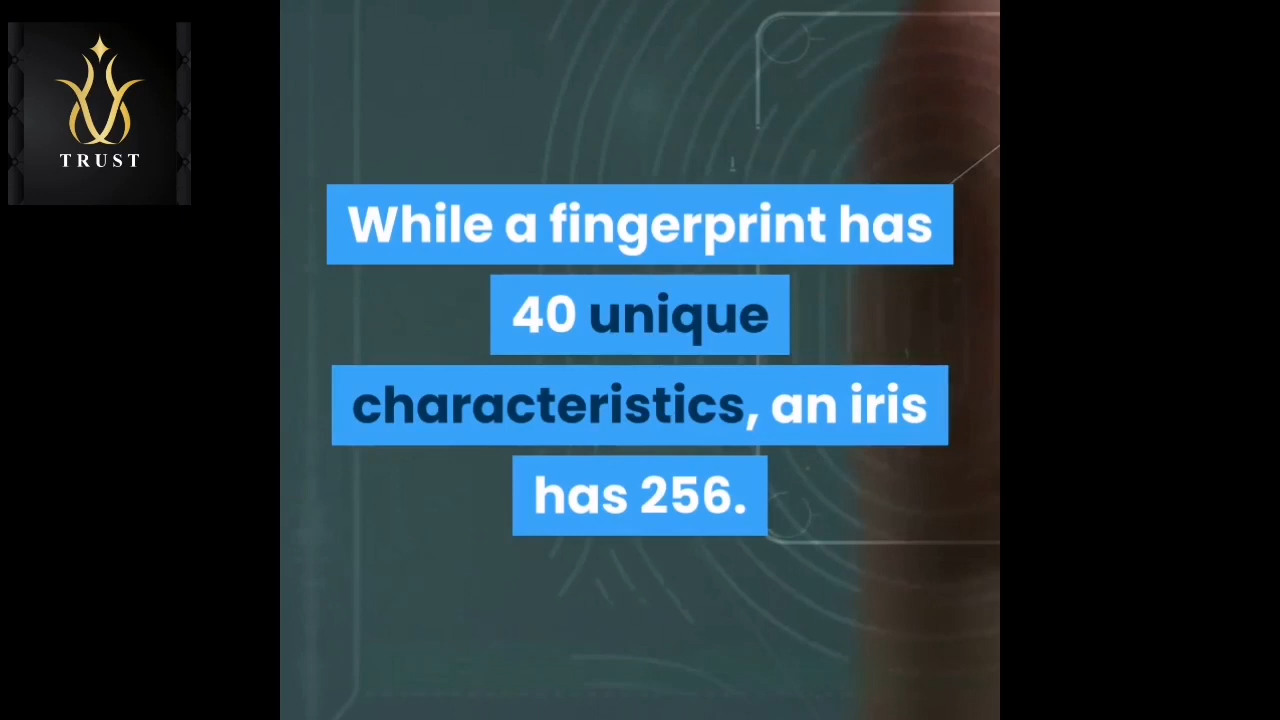 TRUST
While a fingerprint has
40 unique
characteristics, an iris
has 256.